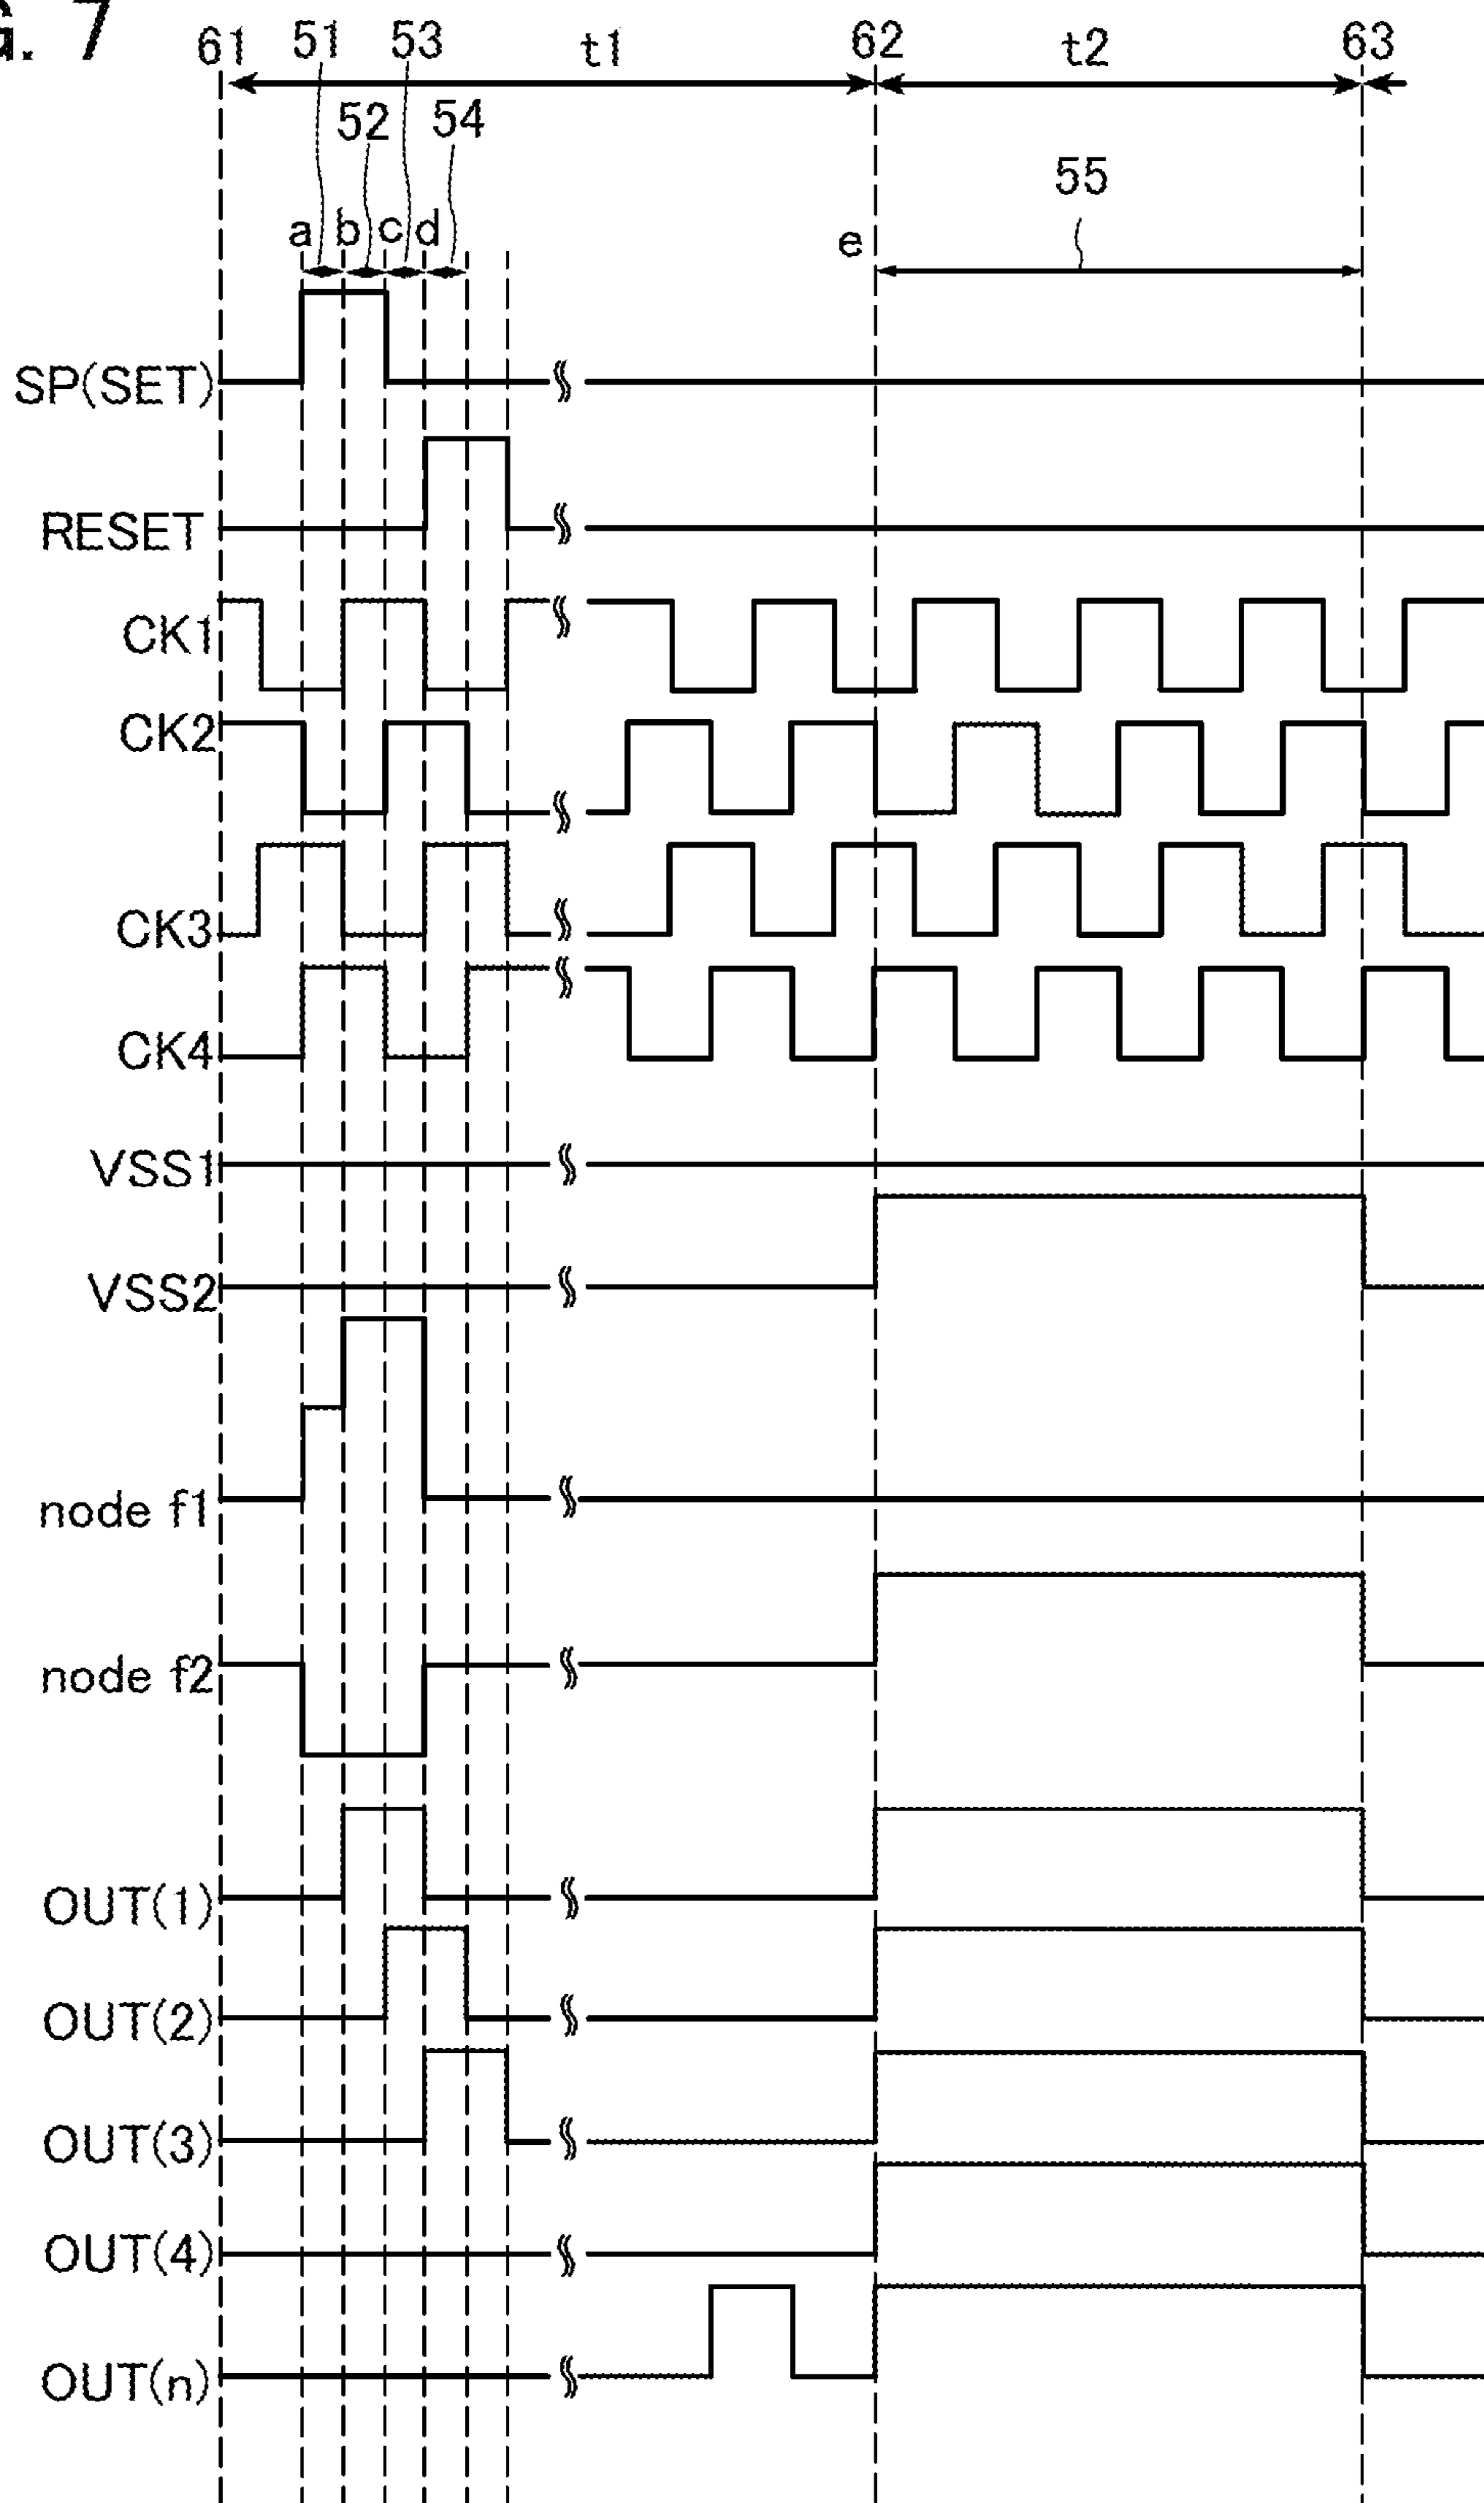 . 7
61 51 53 t1 62 t2 63
52 54
55
a b c d e
SP(SET)
RESET
CK1
CK2
CK3
CK4
VSS1
VSS2
node f1
node f2
OUT(1)
OUT(2)
OUT(3)
OUT(4)
OUT(n)